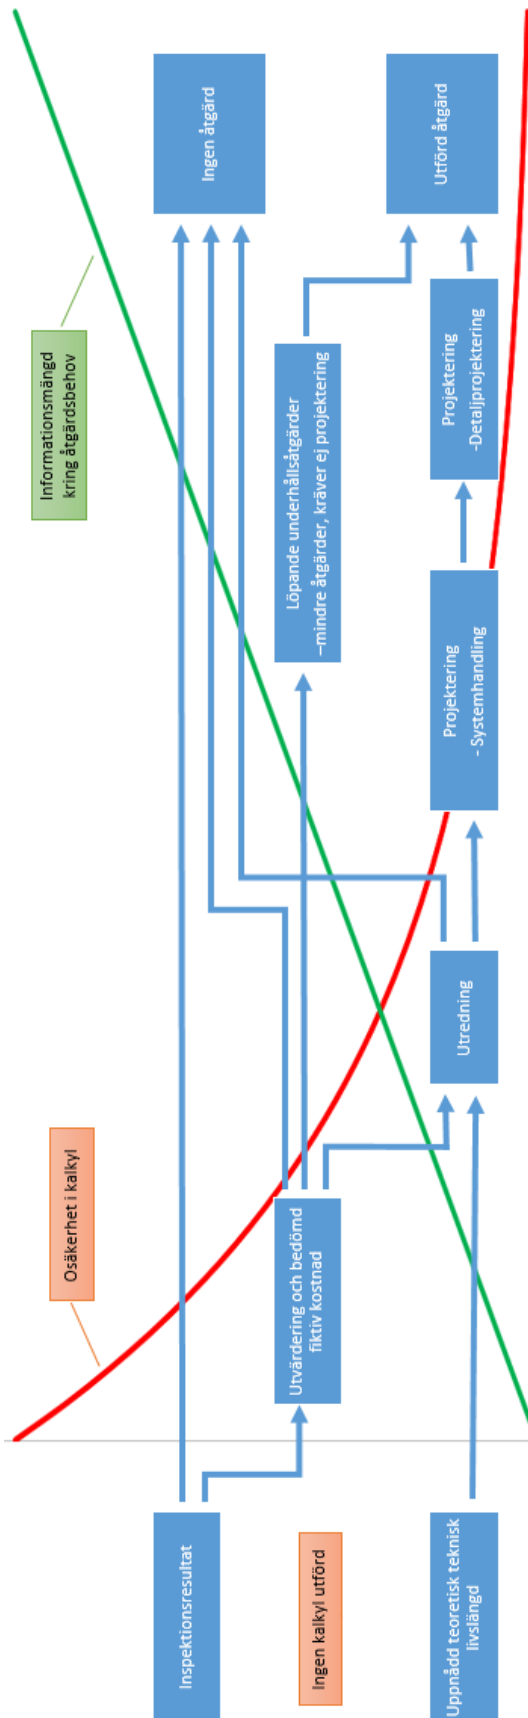 Inspektionsresultat
Ingen kalkyl utförd
Uppnådd teoretisk teknisk
livslängd
Osäkerhet i kalkyl
Utvärdering och bedömd
fiktiv kostnad
Utredning
Informationsmängd
kring åtgärdsbehov
Löpande underhållsåtgärder
–mindre åtgärder, kräver ej projektering
Projektering
- Systemhandling
Projektering
-Detaljprojektering
Ingen åtgärd
Utförd åtgärd